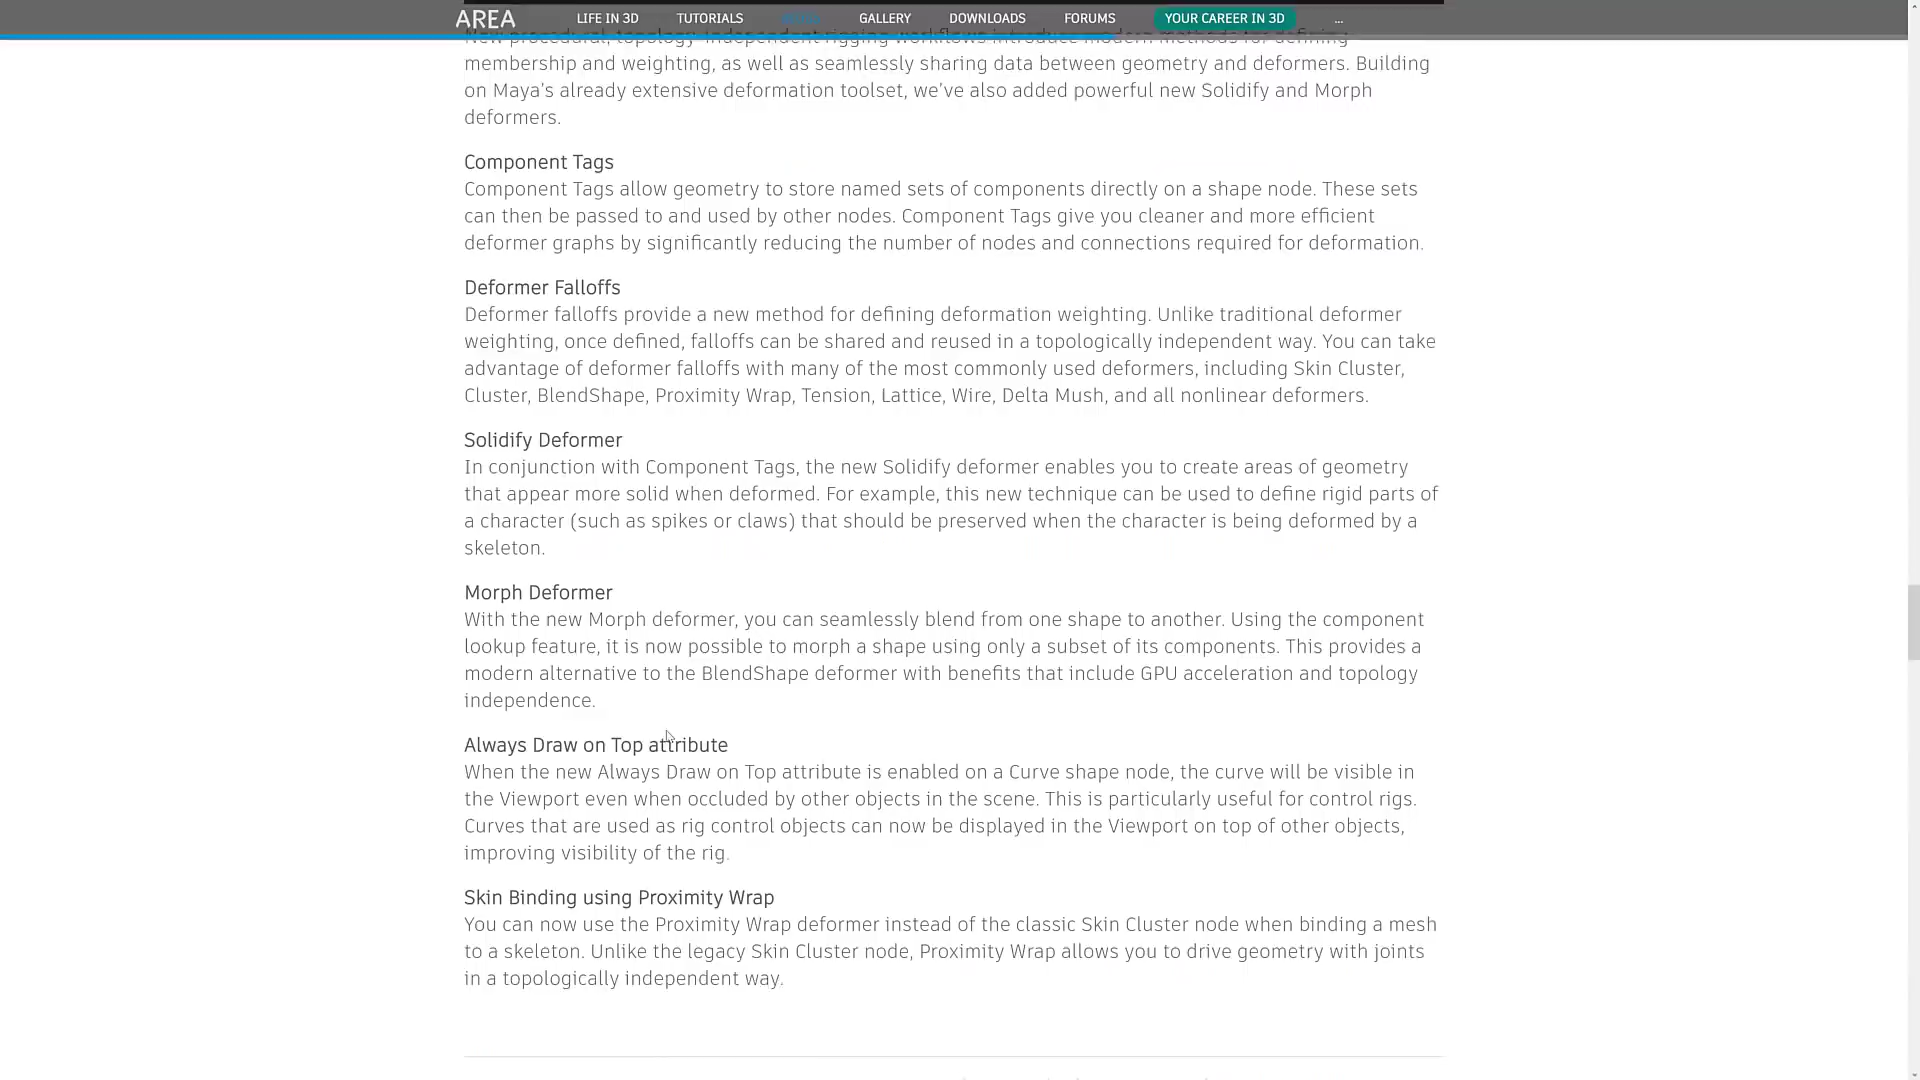 AREA
LIFE IN 3D
TUTORIALS
BLOGS
GALLERY
DOWNLOADS
FORUMS
YOUR CAREER IN 3D
...
New procedural, topology-independent rigging workflows introduce modern methods for defining
membership and weighting, as well as seamlessly sharing data between geometry and deformers. Building
on Maya’s already extensive deformation toolset, we’ve also added powerful new Solidify and Morph
deformers.
Component Tags
Component Tags allow geometry to store named sets of components directly on a shape node. These sets
can then be passed to and used by other nodes. Component Tags give you cleaner and more efficient
deformer graphs by significantly reducing the number of nodes and connections required for deformation.
Deformer Falloffs
Deformer falloffs provide a new method for defining deformation weighting. Unlike traditional deformer
weighting, once defined, falloffs can be shared and reused in a topologically independent way. You can take
advantage of deformer falloffs with many of the most commonly used deformers, including Skin Cluster,
Cluster, BlendShape, Proximity Wrap, Tension, Lattice, Wire, Delta Mush, and all nonlinear deformers.
Solidify Deformer
In conjunction with Component Tags, the new Solidify deformer enables you to create areas of geometry
that appear more solid when deformed. For example, this new technique can be used to define rigid parts of
a character (such as spikes or claws) that should be preserved when the character is being deformed by a
skeleton.
Morph Deformer
With the new Morph deformer, you can seamlessly blend from one shape to another. Using the component
lookup feature, it is now possible to morph a shape using only a subset of its components. This provides a
modern alternative to the BlendShape deformer with benefits that include GPU acceleration and topology
independence.
Always Draw on Top attribute
When the new Always Draw on Top attribute is enabled on a Curve shape node, the curve will be visible in
the Viewport even when occluded by other objects in the scene. This is particularly useful for control rigs.
Curves that are used as rig control objects can now be displayed in the Viewport on top of other objects,
improving visibility of the rig.
Skin Binding using Proximity Wrap
You can now use the Proximity Wrap deformer instead of the classic Skin Cluster node when binding a mesh
to a skeleton. Unlike the legacy Skin Cluster node, Proximity Wrap allows you to drive geometry with joints
in a topologically independent way.